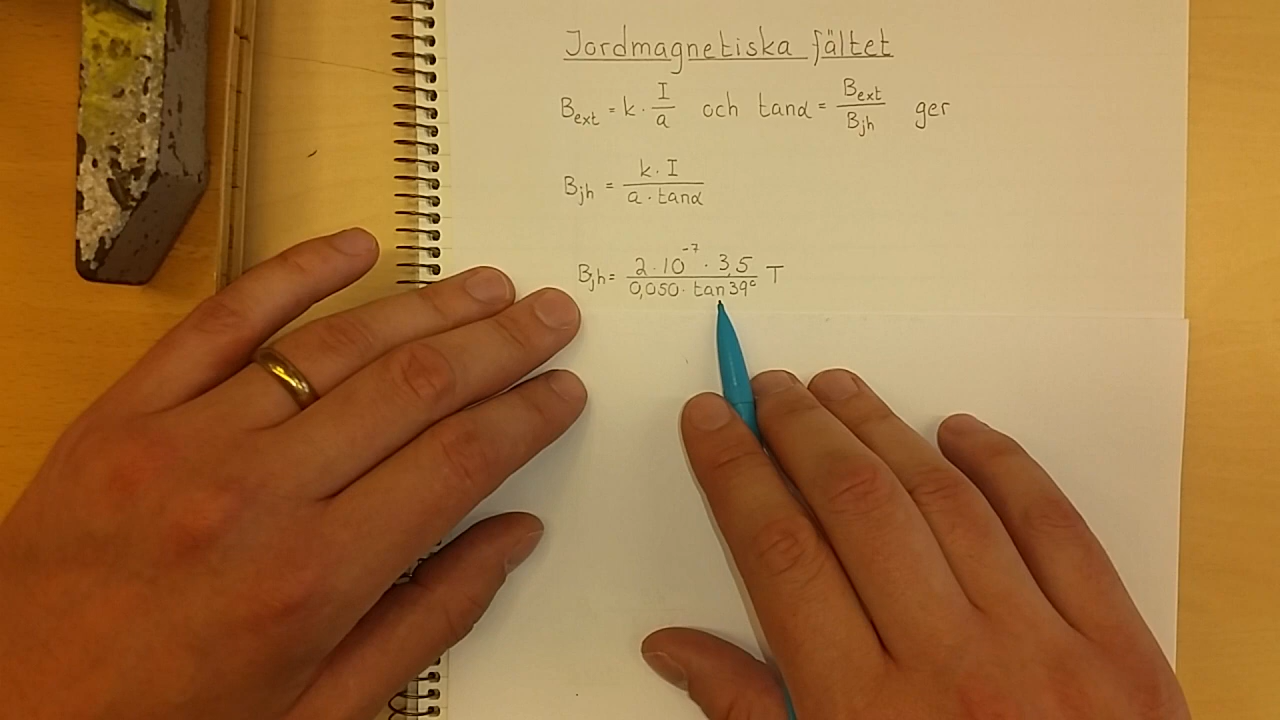 Jordmagnetiska fältet
B_ext = k · I/a och tanα = B_ext/B_jh ger
B_jh = k · I / a · tanα
B_jh = 2 · 10^-7 · 3,5 / 0,050 · tan39° T